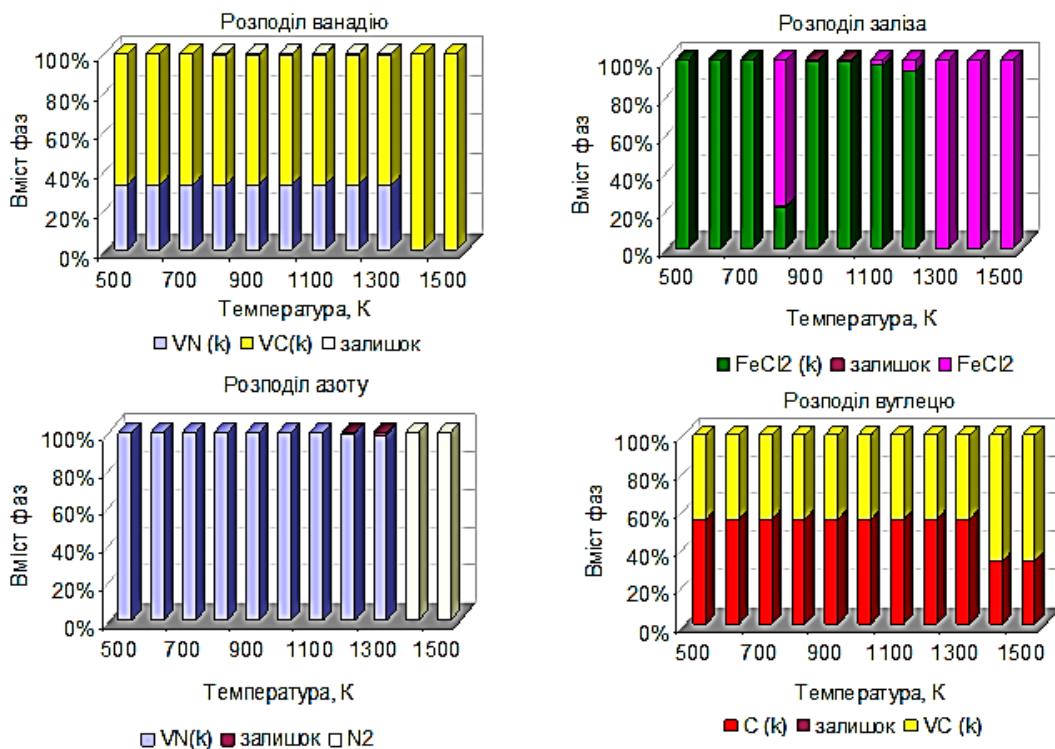 Розподіл ванадію
100%
80%
60%
40%
20%
0%
Вміст фаз
500 700 900 1100 1300 1500
Температура, К
VN (k) VC(k) залишок
Розподіл заліза
100%
80%
60%
40%
20%
0%
Вміст фаз
500 700 900 1100 1300 1500
Температура, К
FeCl2 (k) залишок FeCl2
Розподіл азоту
100%
80%
60%
40%
20%
0%
Вміст фаз
500 700 900 1100 1300 1500
Температура, К
VN(k) залишок N2
Розподіл вуглецю
100%
80%
60%
40%
20%
0%
Вміст фаз
500 700 900 1100 1300 1500
Температура, К
C (k) залишок VC (k)